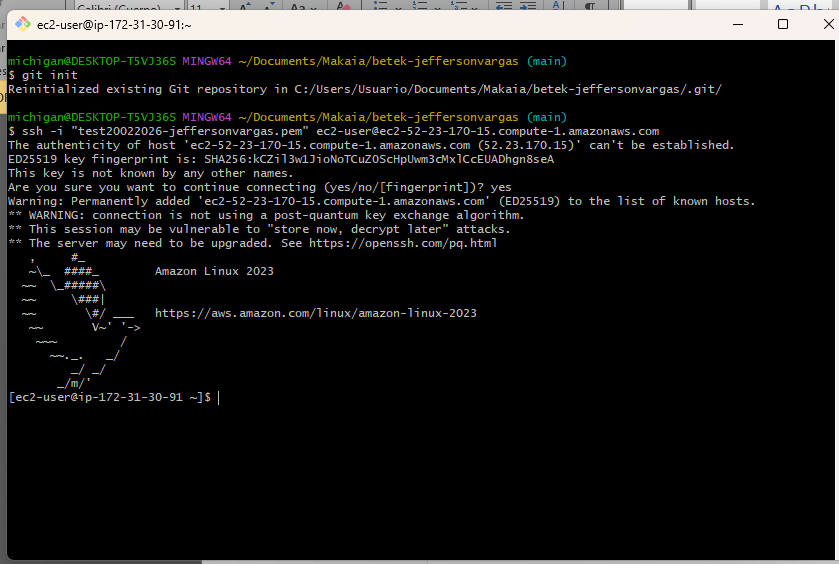 Calibri (Cuerpo) 11
ec2-user@ip-172-31-30-91:~
michigan@DESKTOP-T5VJ36S MINGW64 ~/Documents/Makaia/betek-jeffersonvargas (main)
$ git init
Reinitialized existing Git repository in C:/Users/Usuario/Documents/Makaia/betek-jeffersonvargas/.git/
michigan@DESKTOP-T5VJ36S MINGW64 ~/Documents/Makaia/betek-jeffersonvargas (main)
$ ssh -i "test20022026-jeffersonvargas.pem" ec2-user@ec2-52-23-170-15.compute-1.amazonaws.com
The authenticity of host 'ec2-52-23-170-15.compute-1.amazonaws.com (52.23.170.15)' can't be established.
ED25519 key fingerprint is: SHA256:kCZil3w1JioNoTCuZOScHpUwm3cMxlCcEUADhgn8seA
This key is not known by any other names.
Are you sure you want to continue connecting (yes/no/[fingerprint])? yes
Warning: Permanently added 'ec2-52-23-170-15.compute-1.amazonaws.com' (ED25519) to the list of known hosts.
** WARNING: connection is not using a post-quantum key exchange algorithm.
** This session may be vulnerable to "store now, decrypt later" attacks.
** The server may need to be upgraded. See https://openssh.com/pq.html
   ,     #_
   ~\_  ####_        Amazon Linux 2023
  ~~  \_#####\
  ~~     \###|
  ~~       \#/ ___   https://aws.amazon.com/linux/amazon-linux-2023
   ~~       V~' '->
    ~~~         /
      ~~._.   _/
         _/ _/
       _/m/'
[ec2-user@ip-172-31-30-91 ~]$